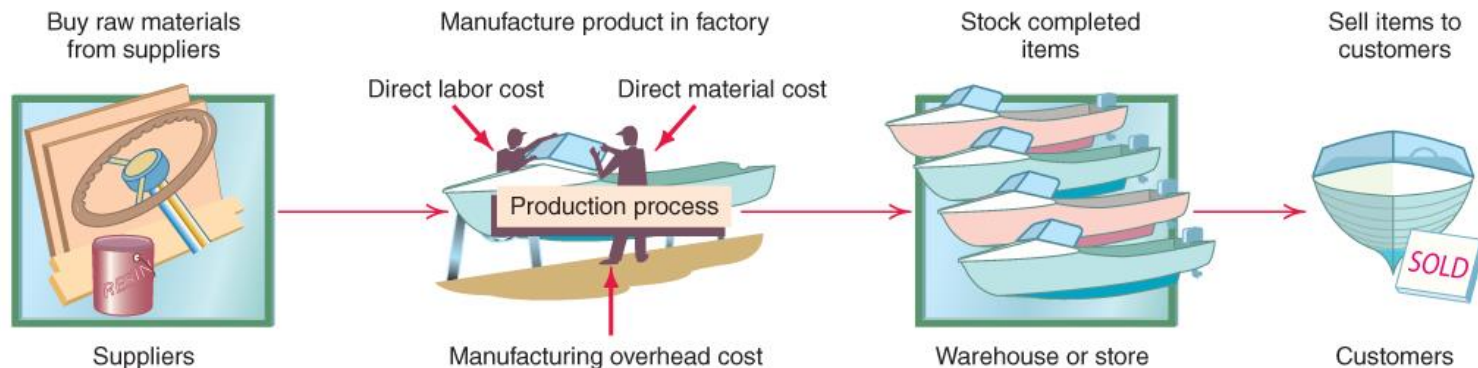 Buy raw materials
from suppliers
Manufacture product in factory
Stock completed
items
Sell items to
customers
Direct labor cost
Direct material cost
Production process
RESIN
SOLD
Suppliers
Manufacturing overhead cost
Warehouse or store
Customers